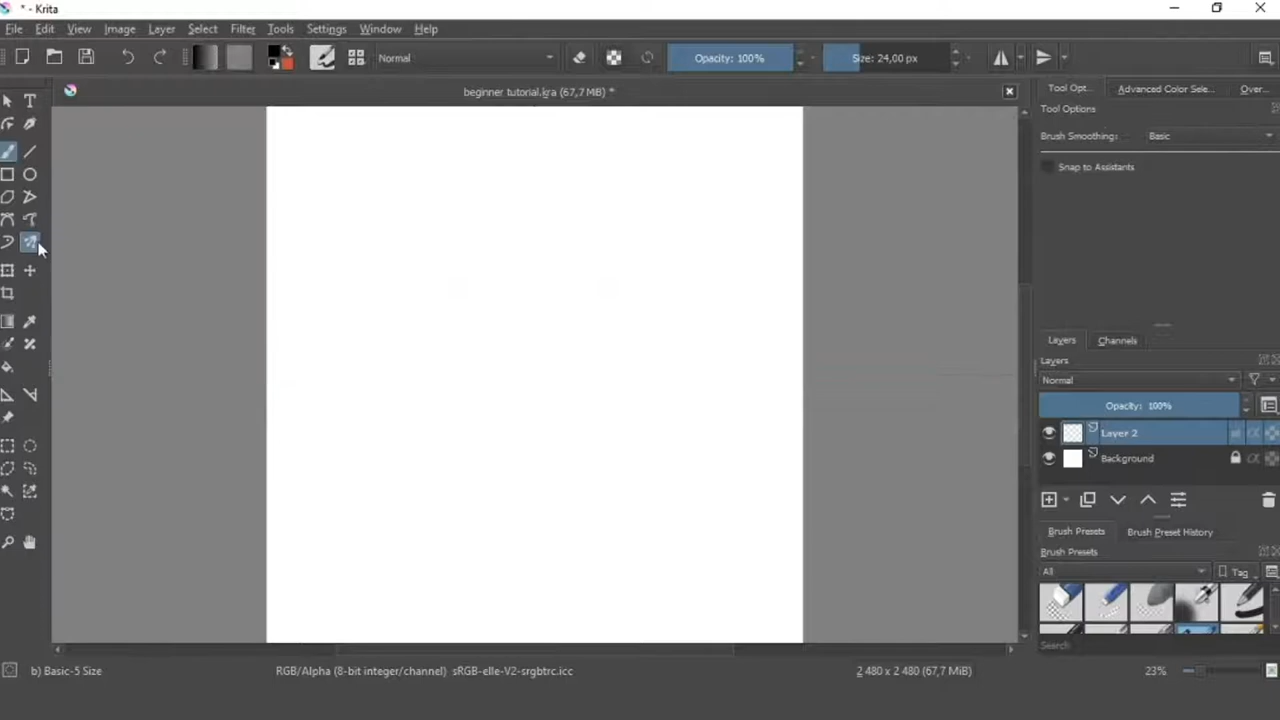 * - Krita
File Edit View Image Layer Select Filter Tools Settings Window Help
Normal Opacity: 100% Size: 24,00 px
beginner tutorial.kra (67,7 MiB) *
Tool Opt... Advanced Color Sele... Over...
Tool Options
Brush Smoothing: Basic
Snap to Assistants
Layers Channels
Layers
Normal
Opacity: 100%
Layer 2
Background
Brush Presets Brush Preset History
Brush Presets
All Tag
Search
b) Basic-5 Size RGB/Alpha (8-bit integer/channel) sRGB-elle-V2-srgbtrc.icc 2 480 x 2 480 (67,7 MiB) 23%